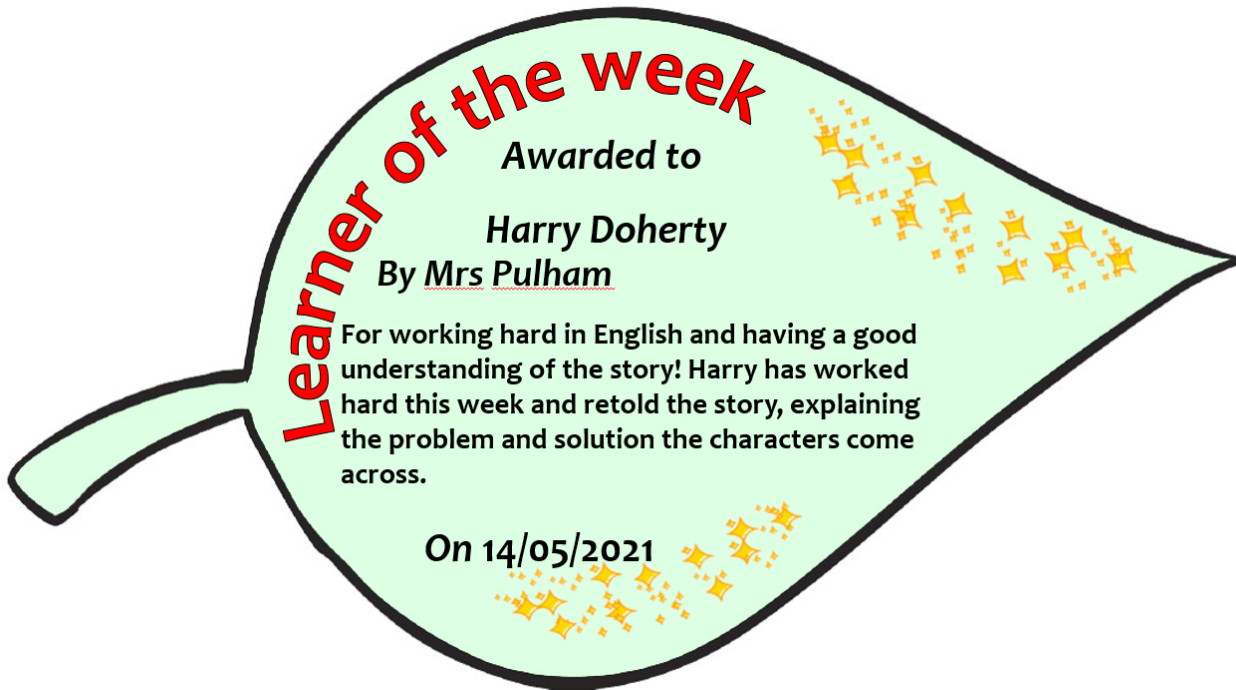 Learner of the week
Awarded to
Harry Doherty
By Mrs Pulham
For working hard in English and having a good
understanding of the story! Harry has worked
hard this week and retold the story, explaining
the problem and solution the characters come
across.
On 14/05/2021